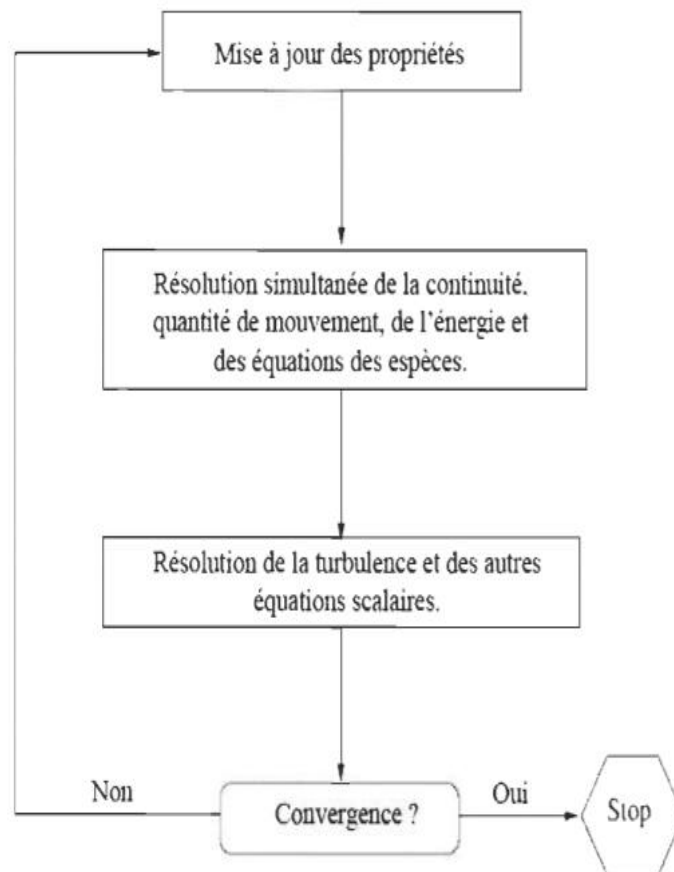 Mise à jour des propriétés
Résolution simultanée de la continuité.
quantité de mouvement, de l'énergie et
des équations des espèces.
Résolution de la turbulence et des autres
équations scalaires.
Non
Convergence ?
Oui
Stop